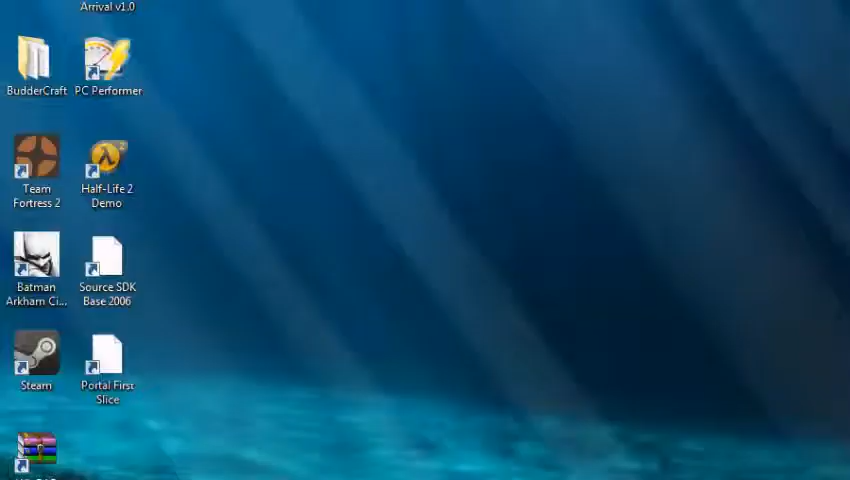 Arrival v1.0
BudderCraft
PC Performer
Team
Fortress 2
Half-Life 2
Demo
Batman
Arkham Ci...
Source SDK
Base 2006
Steam
Portal First
Slice